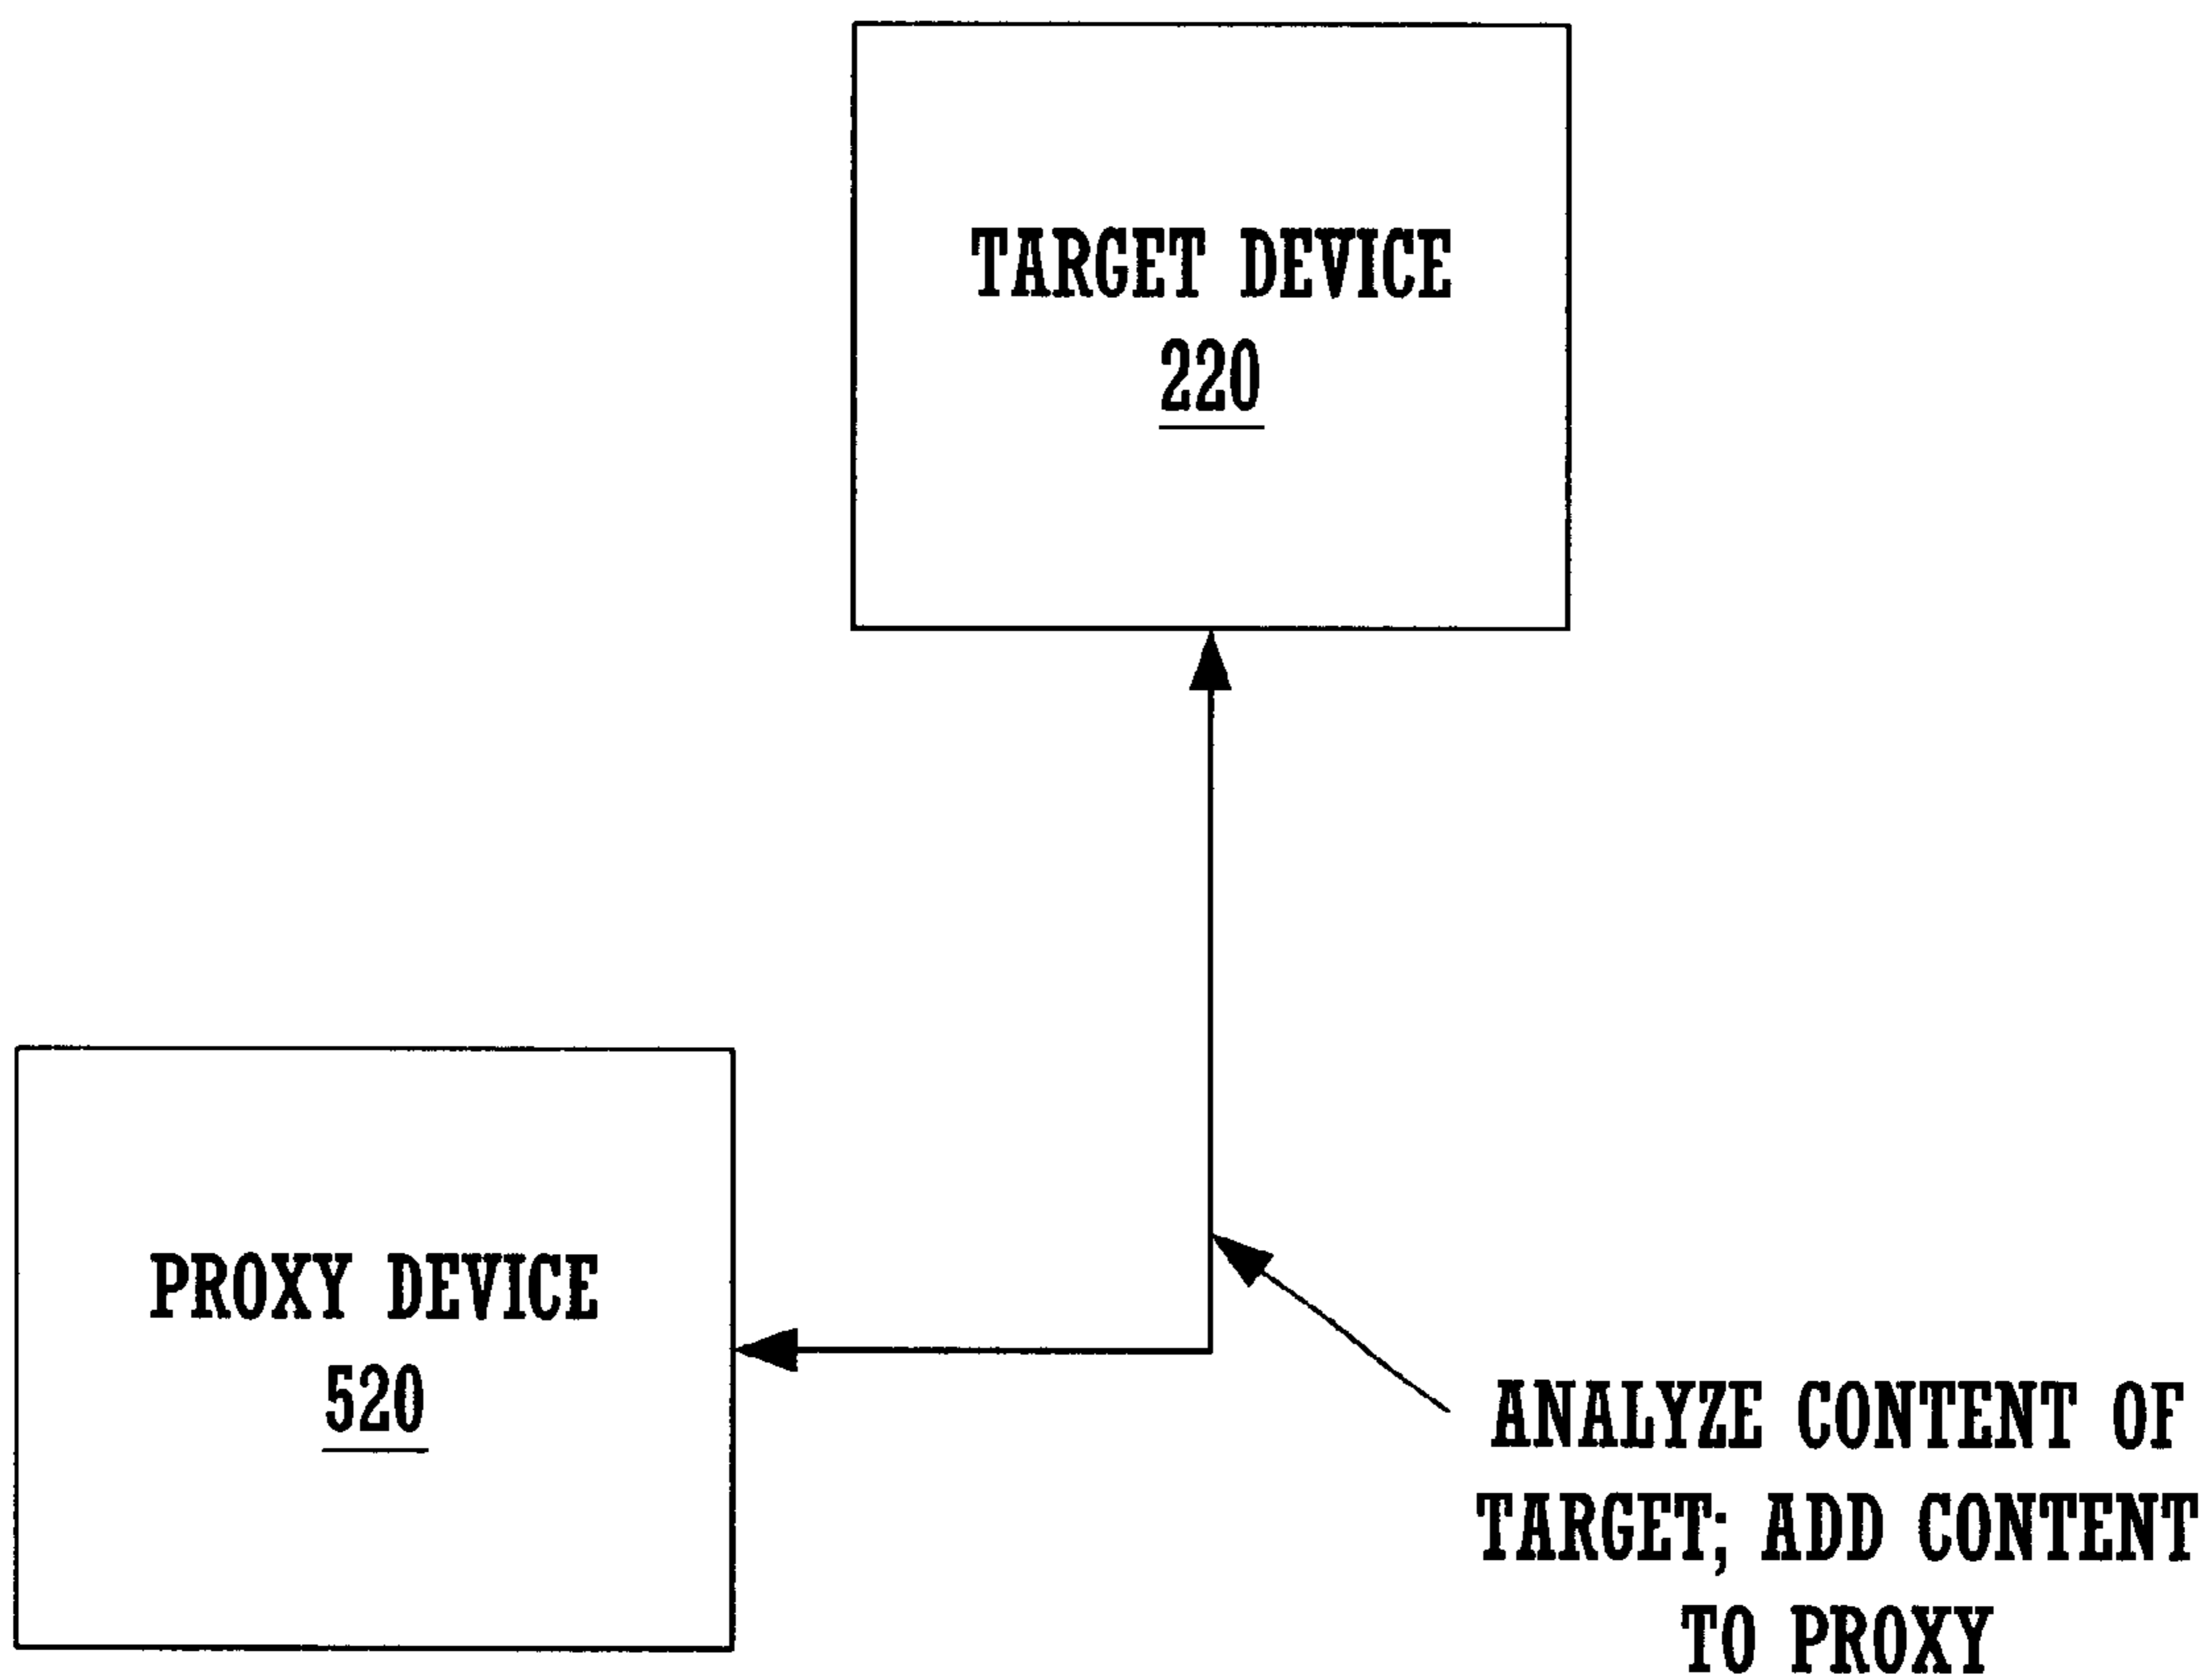 TARGET DEVICE
220
PROXY DEVICE
520
ANALYZE CONTENT OF
TARGET; ADD CONTENT
TO PROXY